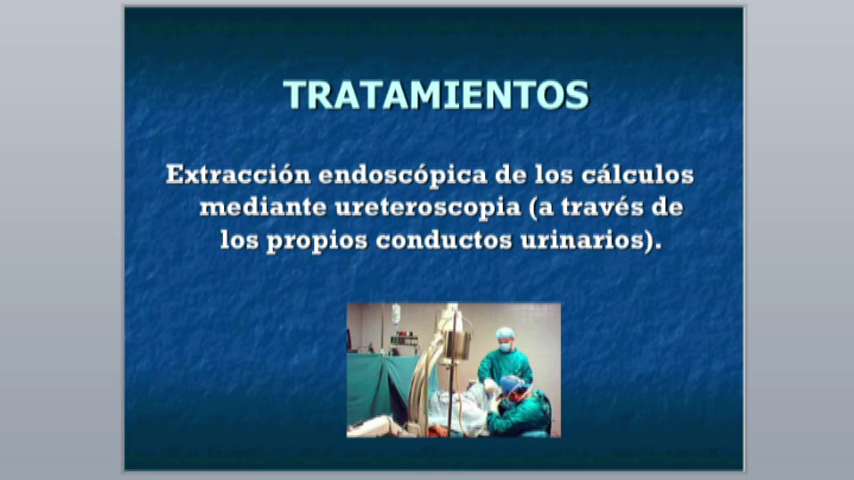 TRATAMIENTOS
Extracción endoscópica de los cálculos
mediante ureteroscopia (a través de
los propios conductos urinarios).